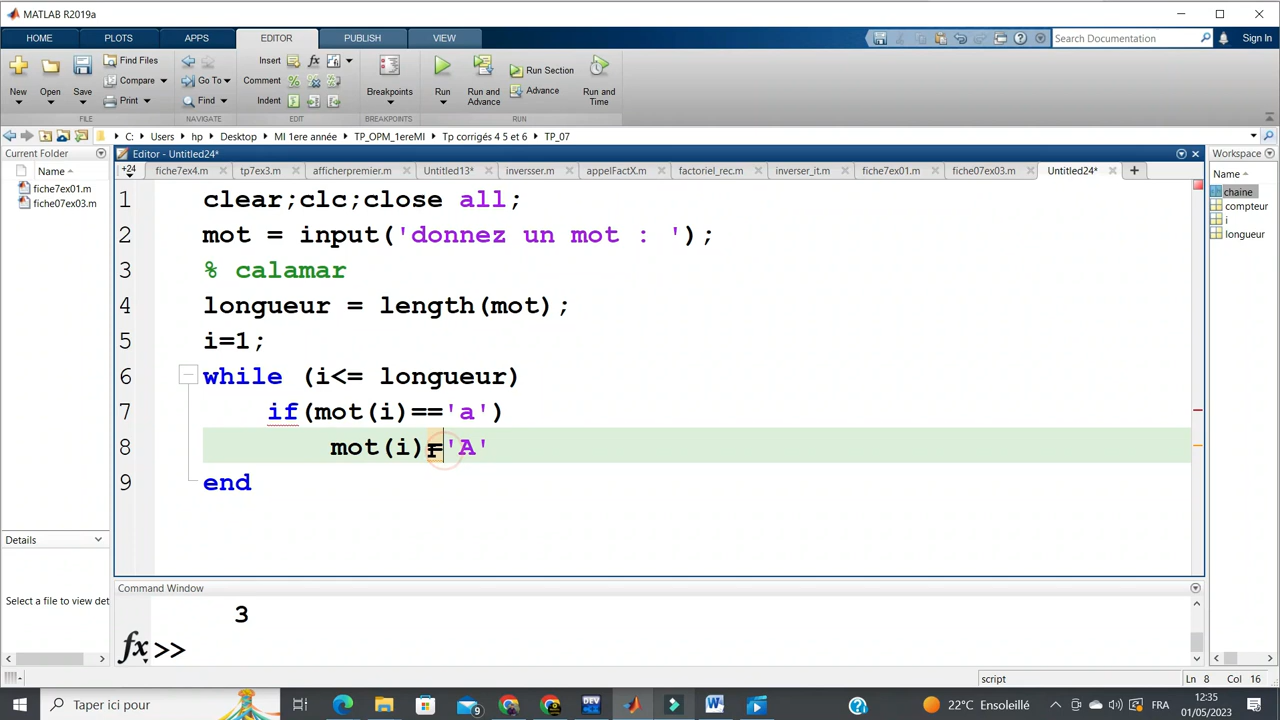 MATLAB R2019a
HOME PLOTS APPS EDITOR PUBLISH VIEW Search Documentation Sign In
New Open Save Find Files Compare Print Go To Find Insert Comment Indent Breakpoints Run Run and Advance Run Section Advance Run and Time
FILE NAVIGATE EDIT BREAKPOINTS RUN
C: Users hp Desktop MI 1ere année TP_OPM_1ereMI Tp corrigés 4 5 et 6 TP_07
Current Folder
Name
fiche7ex01.m
fiche07ex03.m
Details
Select a file to view det
Editor - Untitled24*
+24 fiche7ex4.m tp7ex3.m afficherpremier.m Untitled13* inversser.m appelFactX.m factoriel_rec.m inverser_it.m fiche7ex01.m fiche07ex03.m Untitled24*
1 clear;clc;close all;
2 mot = input('donnez un mot : ');
3 % calamar
4 longueur = length(mot);
5 i=1;
6 while (i<= longueur)
7 if(mot(i)=='a')
8 mot(i)='A'
9 end
Command Window
3
fx >>
Workspace
Name
chaine
compteur
i
longueur
script Ln 8 Col 16
Taper ici pour 9 DEV 22°C Ensoleillé FRA 12:35
01/05/2023